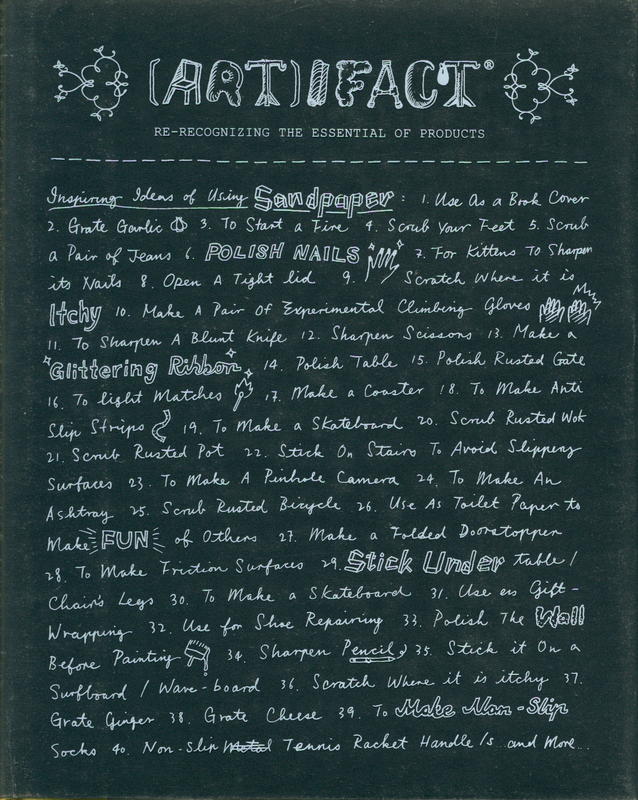 (ART)IFACT®
RE-RECOGNIZING THE ESSENTIAL OF PRODUCTS
Inspiring Ideas of Using Sandpaper: 1. Use As a Book Cover
2. Grate Garlic 3. To Start a Fire 4. Scrub Your Feet 5. Scrub
a Pair of Jeans 6. POLISH NAILS 7. For Kittens To Sharpen
its Nails 8. Open A Tight lid 9. Scratch Where it is
Itchy 10. Make A Pair Of Experimental Climbing Gloves
11. To Sharpen A Blunt Knife 12. Sharpen Scissors 13. Make a
Glittering Ribbon 14. Polish Table 15. Polish Rusted Gate
16. To light Matches 17. Make a Coaster 18. To Make Anti
Slip Strips 19. To Make a Skateboard 20. Scrub Rusted Wok
21. Scrub Rusted Pot 22. Stick On Stairs To Avoid Slippery
Surfaces 23. To Make A Pinhole Camera 24. To Make An
Ashtray 25. Scrub Rusted Bicycle 26. Use As Toilet Paper to
Make FUN of Others 27. Make a Folded Doorstopper
28. To Make Friction Surfaces 29. Stick Under table /
Chair's Legs 30. To Make a Skateboard 31. Use as Gift-
Wrapping 32. Use for Shoe Repairing 33. Polish The Wall
Before Painting 34. Sharpen Pencil 35. Stick it On a
Surfboard / Wave-board 36. Scratch Where it is itchy 37.
Grate Ginger 38. Grate Cheese 39. To Make Non-Slip
Socks 40. Non-Slip Tennis Racket Handle /s and More...